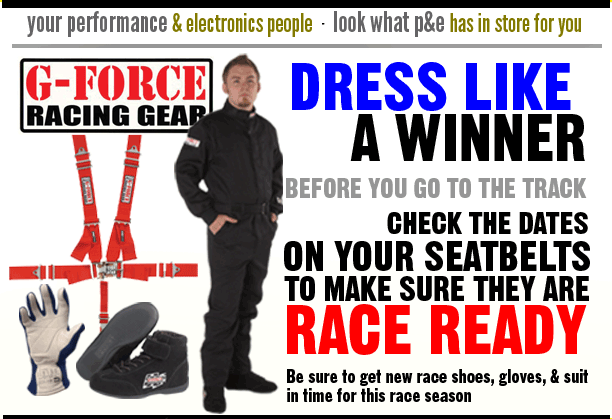 your performance & electronics people · look what p&e has in store for you
G-FORCE
RACING GEAR
DRESS LIKE
A WINNER
BEFORE YOU GO TO THE TRACK
CHECK THE DATES
ON YOUR SEATBELTS
TO MAKE SURE THEY ARE
RACE READY
Be sure to get new race shoes, gloves, & suit
in time for this race season